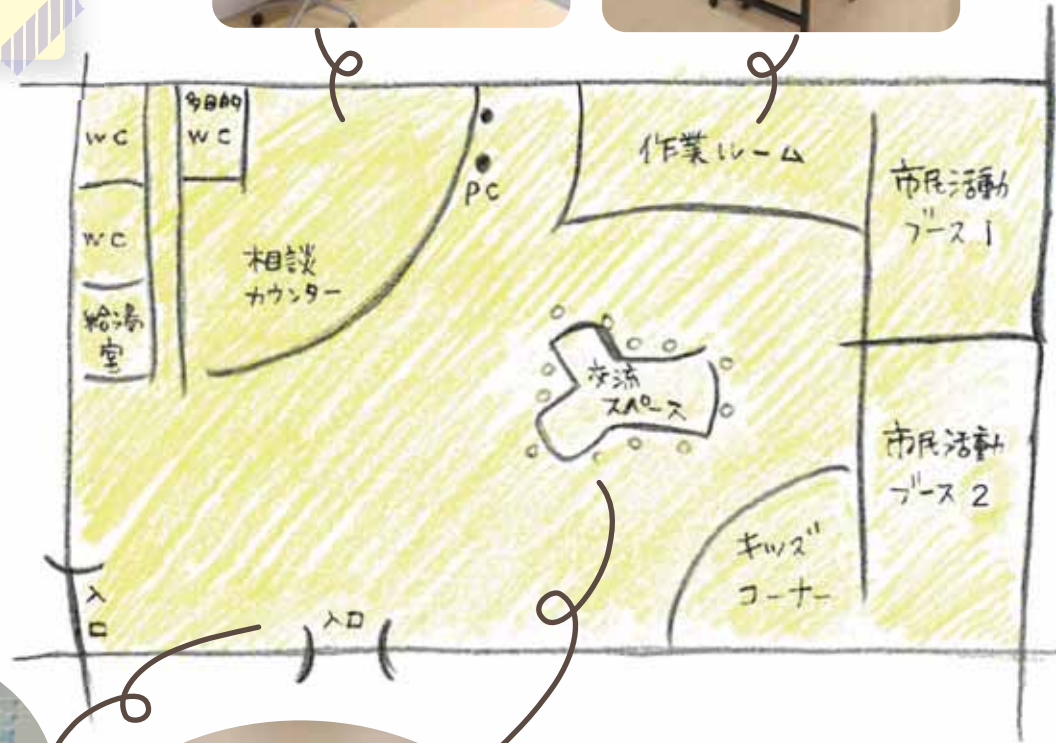 WC
多目的
WC
PC
作業ルーム
市民活動
ブース 1
WC
相談
カウンター
給湯
室
交流
スペース
市民活動
ブース 2
キッズ
コーナー
入口
入口